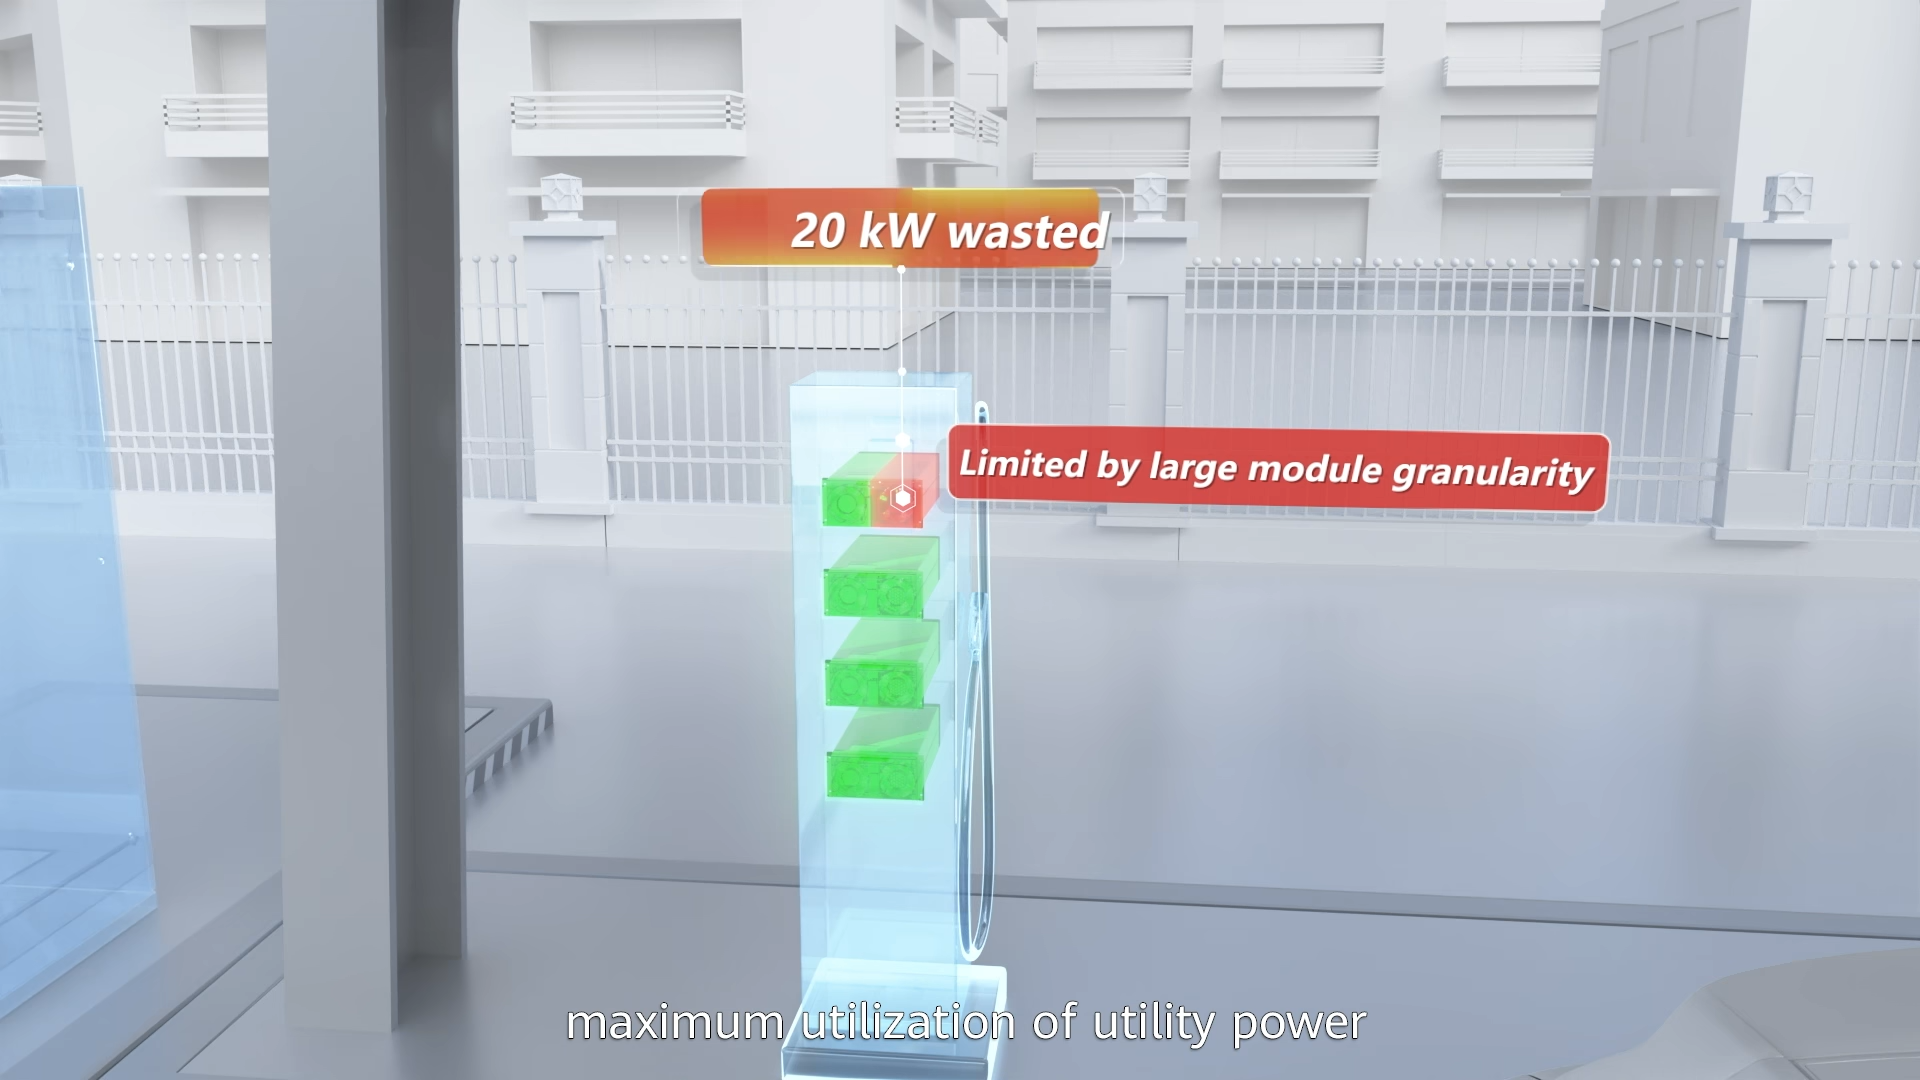 20 kW wasted
Limited by large module granularity
maximum utilization of utility power